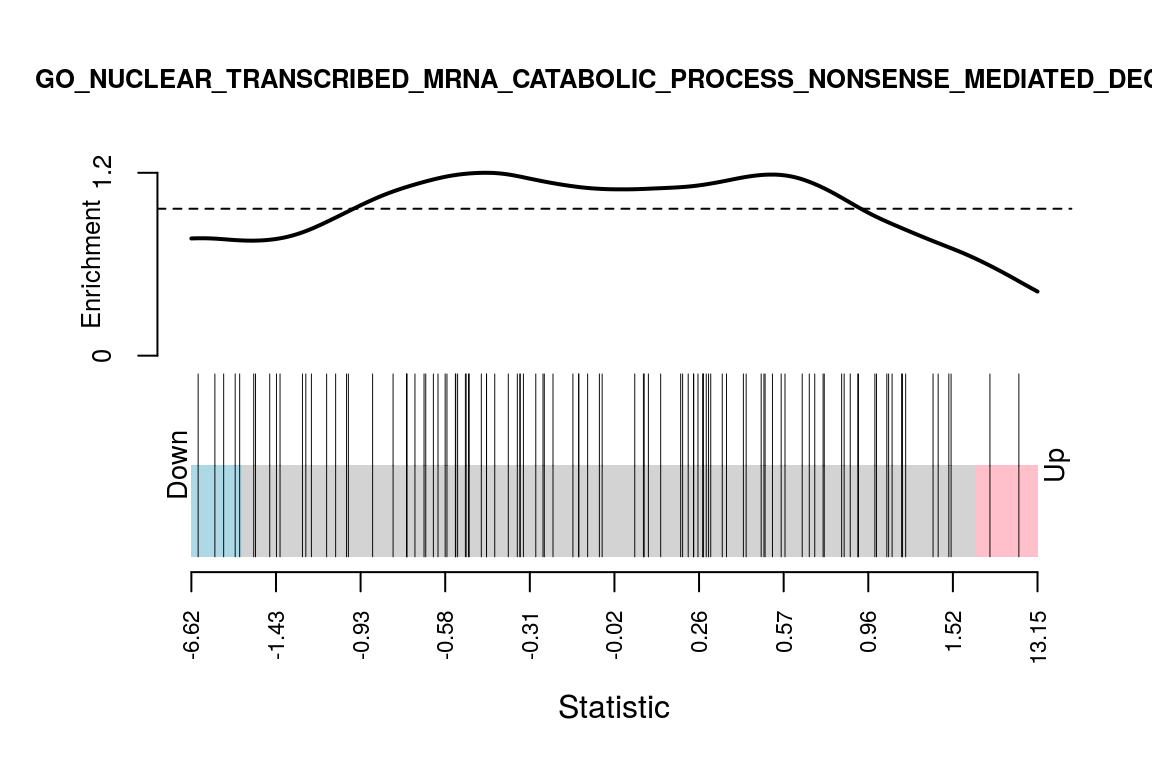 GO_NUCLEAR_TRANSCRIBED_MRNA_CATABOLIC_PROCESS_NONSENSE_MEDIATED_DEC
1.2
Enrichment
0
Down
Up
-6.62 -1.43 -0.93 -0.58 -0.31 -0.02 0.26 0.57 0.96 1.52 13.15
Statistic